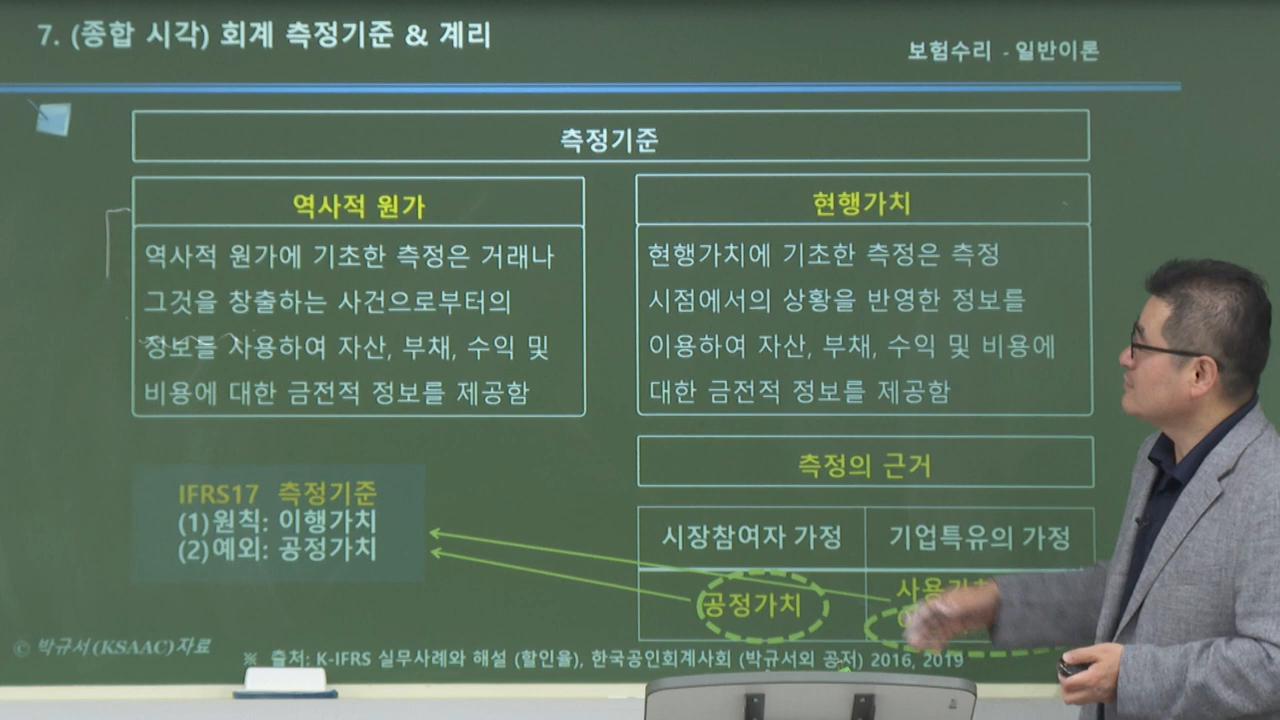 7. (종합 시각) 회계 측정기준 & 계리
보험수리 - 일반이론
측정기준
역사적 원가
역사적 원가에 기초한 측정은 거래나
그것을 창출하는 사건으로부터의
정보를 사용하여 자산, 부채, 수익 및
비용에 대한 금전적 정보를 제공함
현행가치
현행가치에 기초한 측정은 측정
시점에서의 상황을 반영한 정보를
이용하여 자산, 부채, 수익 및 비용에
대한 금전적 정보를 제공함
측정의 근거
시장참여자 가정
기업특유의 가정
공정가치
사용가치
IFRS17 측정기준
(1)원칙: 이행가치
(2)예외: 공정가치
© 박규서(KSAAC)자료
※ 출처: K-IFRS 실무사례와 해설 (할인율), 한국공인회계사회 (박규서외 공저) 2016, 2019